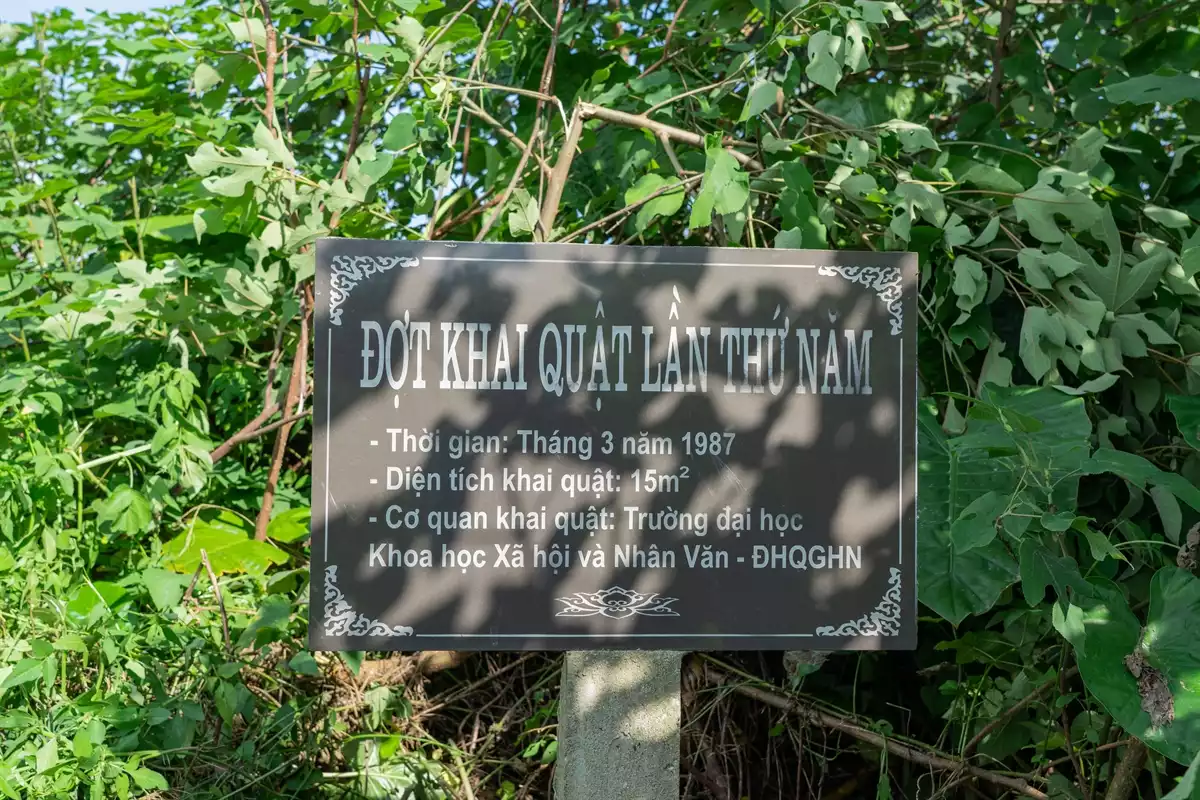 ĐỢT KHAI QUẬT LẦN THỨ NĂM
- Thời gian: Tháng 3 năm 1987
- Diện tích khai quật: 15m²
- Cơ quan khai quật: Trường đại học
Khoa học Xã hội và Nhân Văn - ĐHQGHN